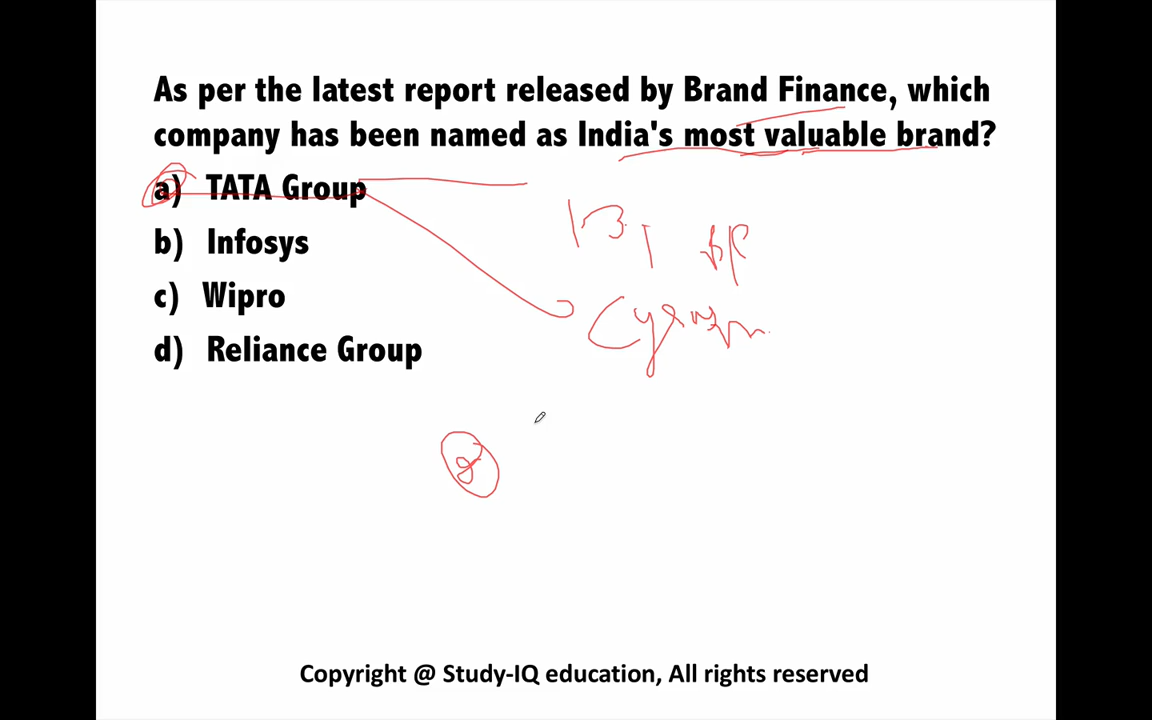 As per the latest report released by Brand Finance, which
company has been named as India's most valuable brand?
a) TATA Group
b) Infosys
c) Wipro
d) Reliance Group
Copyright @ Study-IQ education, All rights reserved